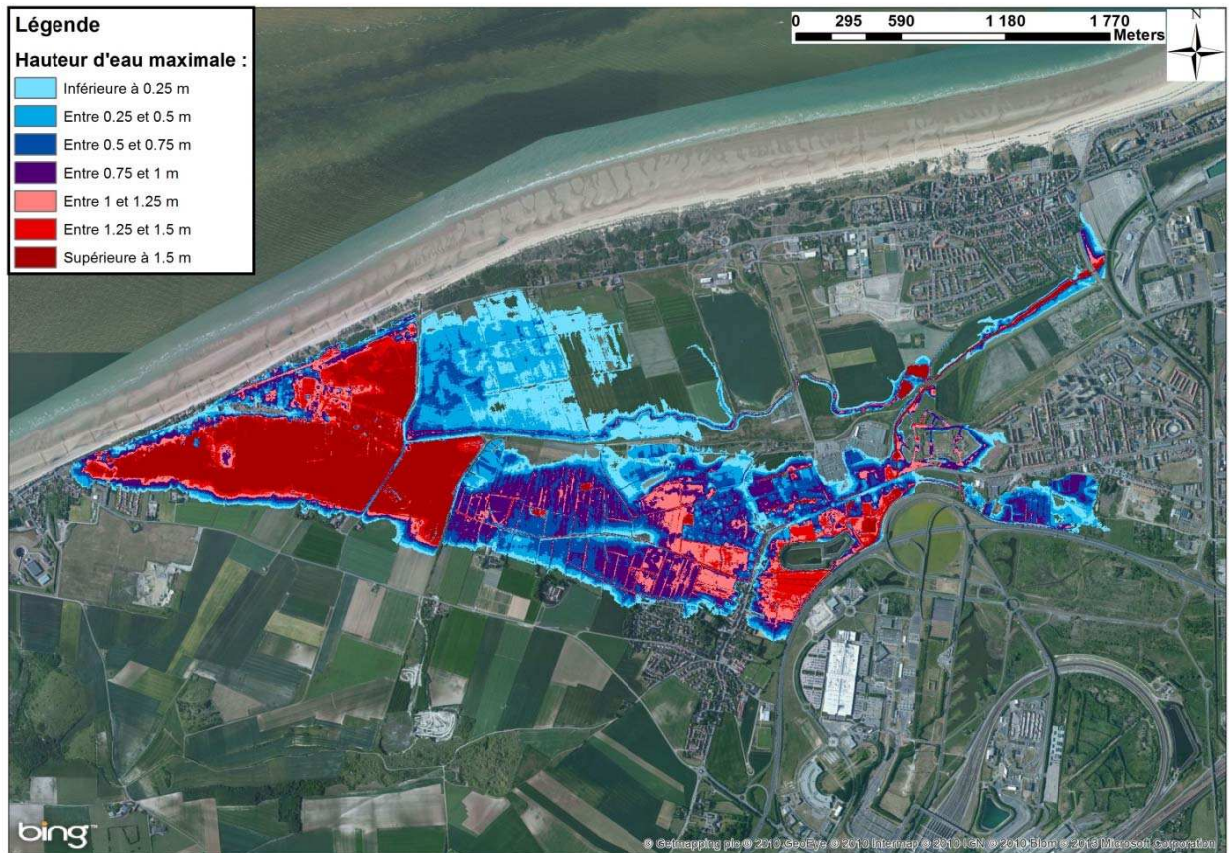 Légende
Hauteur d'eau maximale :
Inférieure à 0.25 m
Entre 0.25 et 0.5 m
Entre 0.5 et 0.75 m
Entre 0.75 et 1 m
Entre 1 et 1.25 m
Entre 1.25 et 1.5 m
Supérieure à 1.5 m
0 295 590 1 180 1 770
Meters
N
bing™
© Getmapping plc © 2010 GeoEye © 2010 Intermap © 2010 IGN © 2010 Blom © 2013 Microsoft Corporation